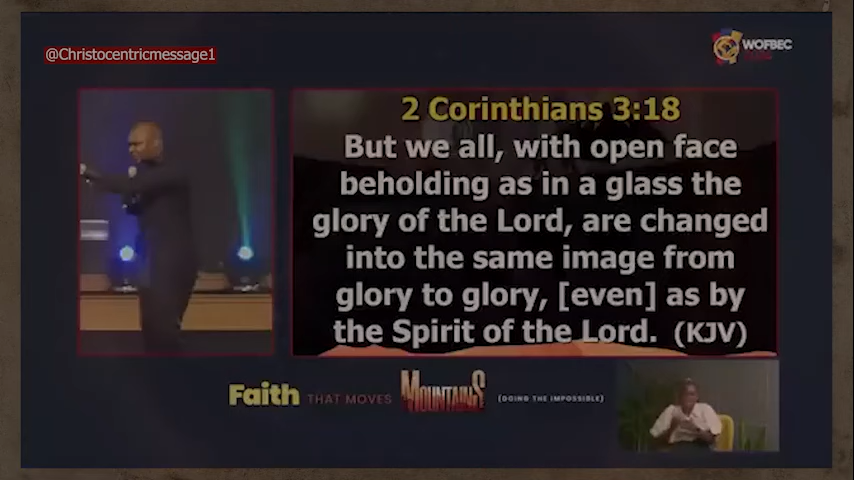 @Christocentricmessage1
WOFBEC
2 Corinthians 3:18
But we all, with open face
beholding as in a glass the
glory of the Lord, are changed
into the same image from
glory to glory, [even] as by
the Spirit of the Lord. (KJV)
Faith THAT MOVES MOUNTAINS (DOING THE IMPOSSIBLE)